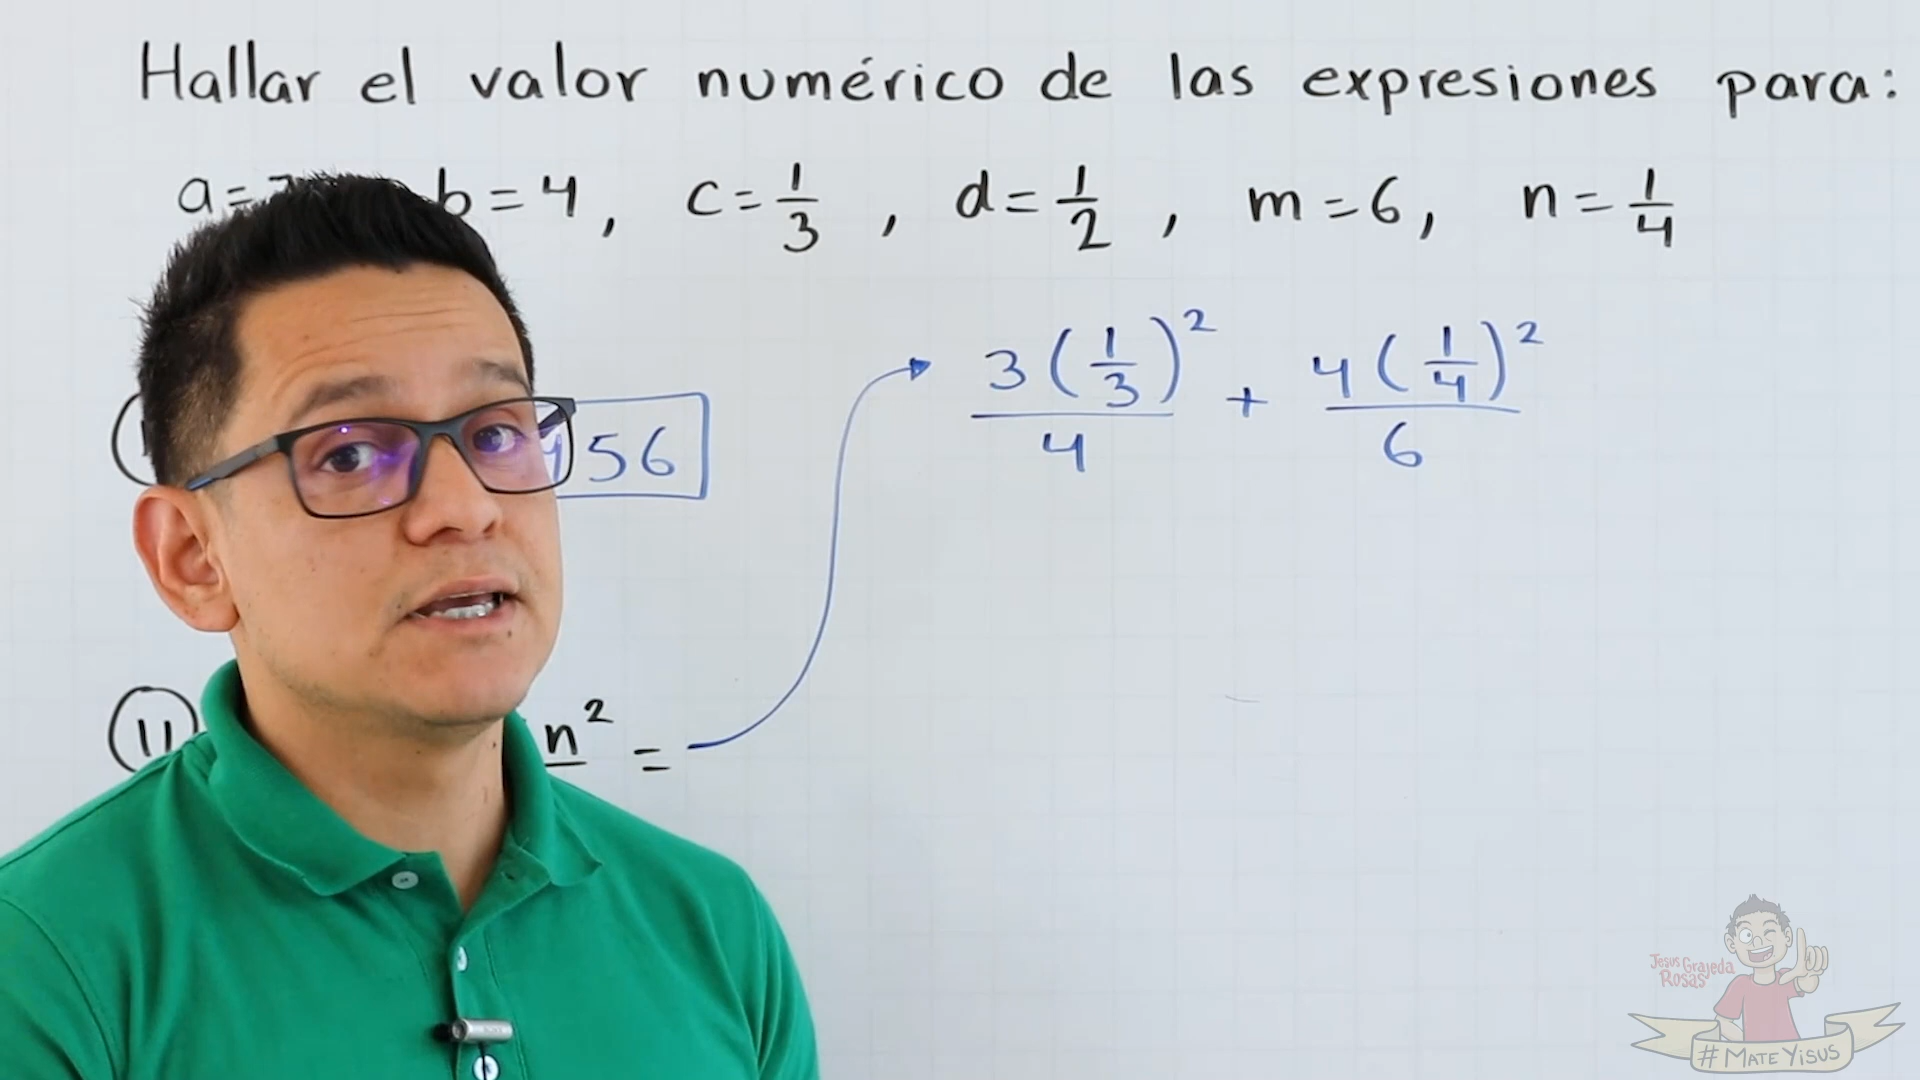 Hallar el valor numérico de las expresiones para:
a= b=4, c=1/3, d=1/2, m=6, n=1/4
3(1/3)²/4 + 4(1/4)²/6
56
11 n² =
Jesus Grajeda
Rosas
#MateYisus